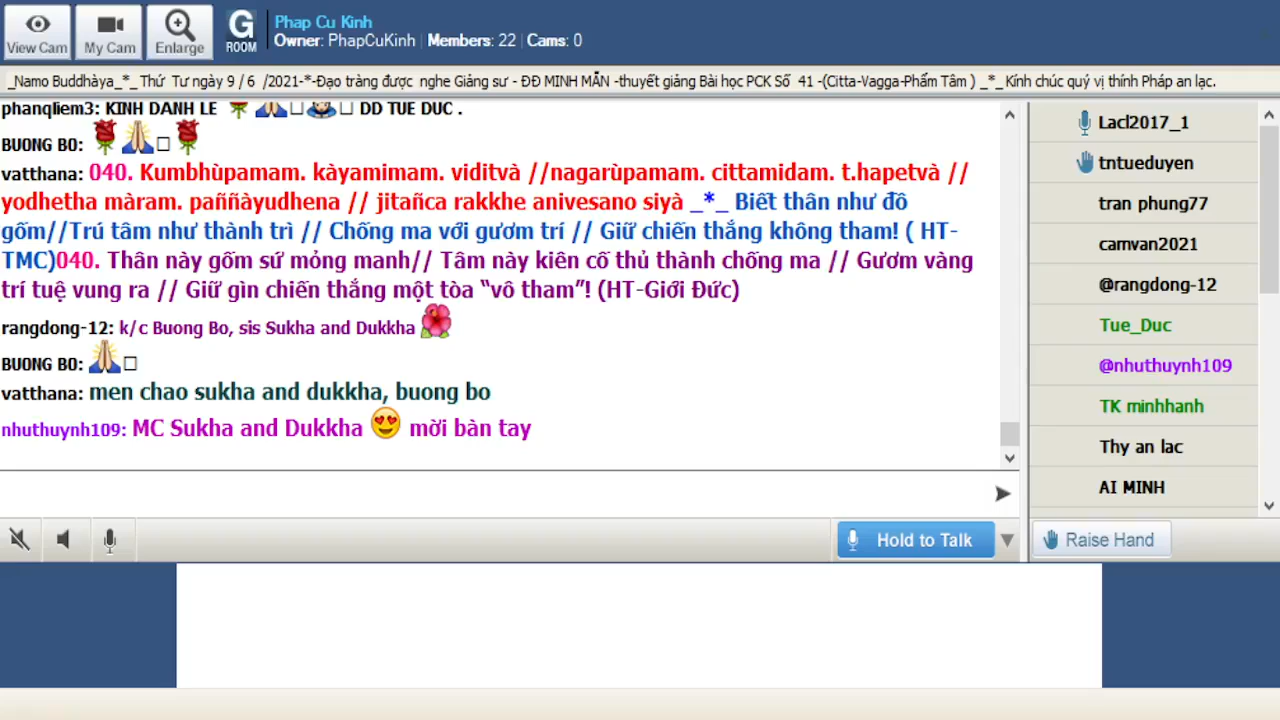 View Cam
My Cam
Enlarge
G
ROOM
Phap Cu Kinh
Owner: PhapCuKinh | Members: 22 | Cams: 0
_Namo Buddhàya_*_Thứ Tư ngày 9 / 6 /2021-*-Đạo tràng được nghe Giảng sư - ĐĐ MINH MẪN -thuyết giảng Bài học PCK Số 41 -(Citta-Vagga-Phẩm Tâm ) _*_Kính chúc quý vị thính Pháp an lạc.
phanqliem3: KINH DANH LE DD TUE DUC .
BUONG BO:
vatthana: 040. Kumbhùpamam. kàyamimam. viditvà //nagarùpamam. cittamidam. t.hapetvà //
yodhetha màram. paññàyudhena // jitañca rakkhe anivesano siyà _*_ Biết thân như đồ
gốm//Trú tâm như thành trì // Chống ma với gươm trí // Giữ chiến thắng không tham! ( HT-
TMC)040. Thân này gốm sứ mỏng manh// Tâm này kiên cố thủ thành chống ma // Gươm vàng
trí tuệ vung ra // Giữ gìn chiến thắng một tòa “vô tham”! (HT-Giới Đức)
rangdong-12: k/c Buong Bo, sis Sukha and Dukkha
BUONG BO:
vatthana: men chao sukha and dukkha, buong bo
nhuthuynh109: MC Sukha and Dukkha mời bàn tay
Lacl2017_1
tntueduyen
tran phung77
camvan2021
@rangdong-12
Tue_Duc
@nhuthuynh109
TK minhhanh
Thy an lac
AI MINH
Hold to Talk
Raise Hand